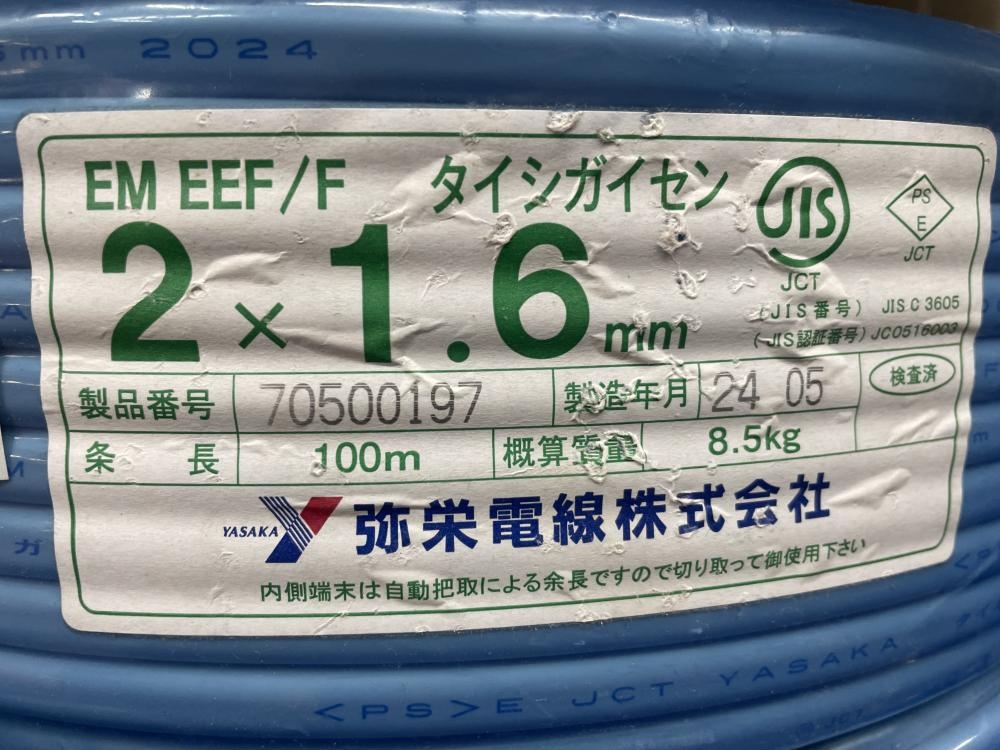 mm 2024
EM EEF/F タイシガイセン
JIS
JCT
PS
E
JCT
2×1.6mm
(JIS番号) JIS C 3605
(JIS認証番号) JC0516003
製品番号 70500197 製造年月 24 05 検査済
条長 100m 概算質量 8.5kg
YASAKA 弥栄電線株式会社
内側端末は自動把取による余長ですので切り取って御使用下さい
ガ
<PS>E JCT YASAKA
JCT